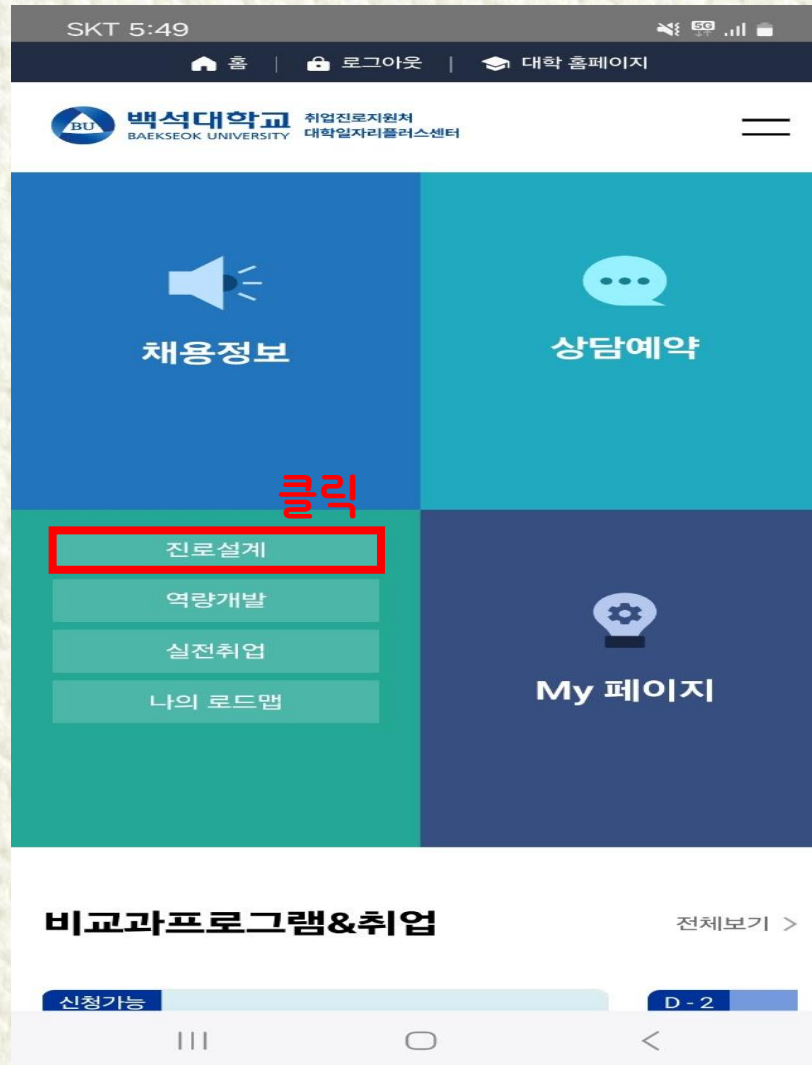 SKT 5:49
5G
홈 | 로그아웃 | 대학 홈페이지
BU 백석대학교 취업진로지원처
BAEKSEOK UNIVERSITY 대학일자리플러스센터
채용정보
상담예약
클릭
진로설계
역량개발
실전취업
나의 로드맵
My 페이지
비교과프로그램&취업
전체보기 >
신청가능
D - 2